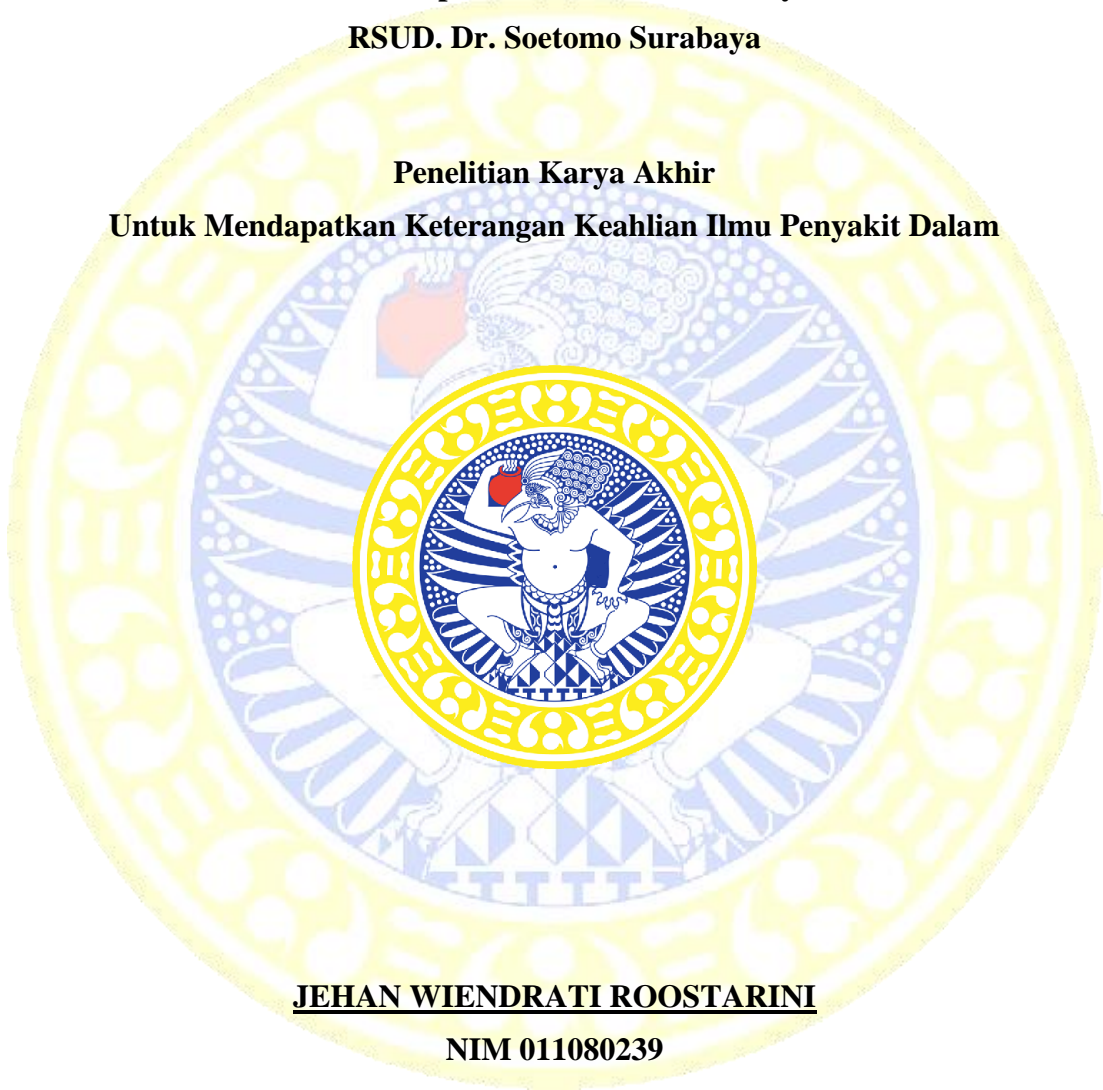 RSUD. Dr. Soetomo Surabaya
Penelitian Karya Akhir
Untuk Mendapatkan Keterangan Keahlian Ilmu Penyakit Dalam
JEHAN WIENDRATI ROOSTARINI
NIM 011080239